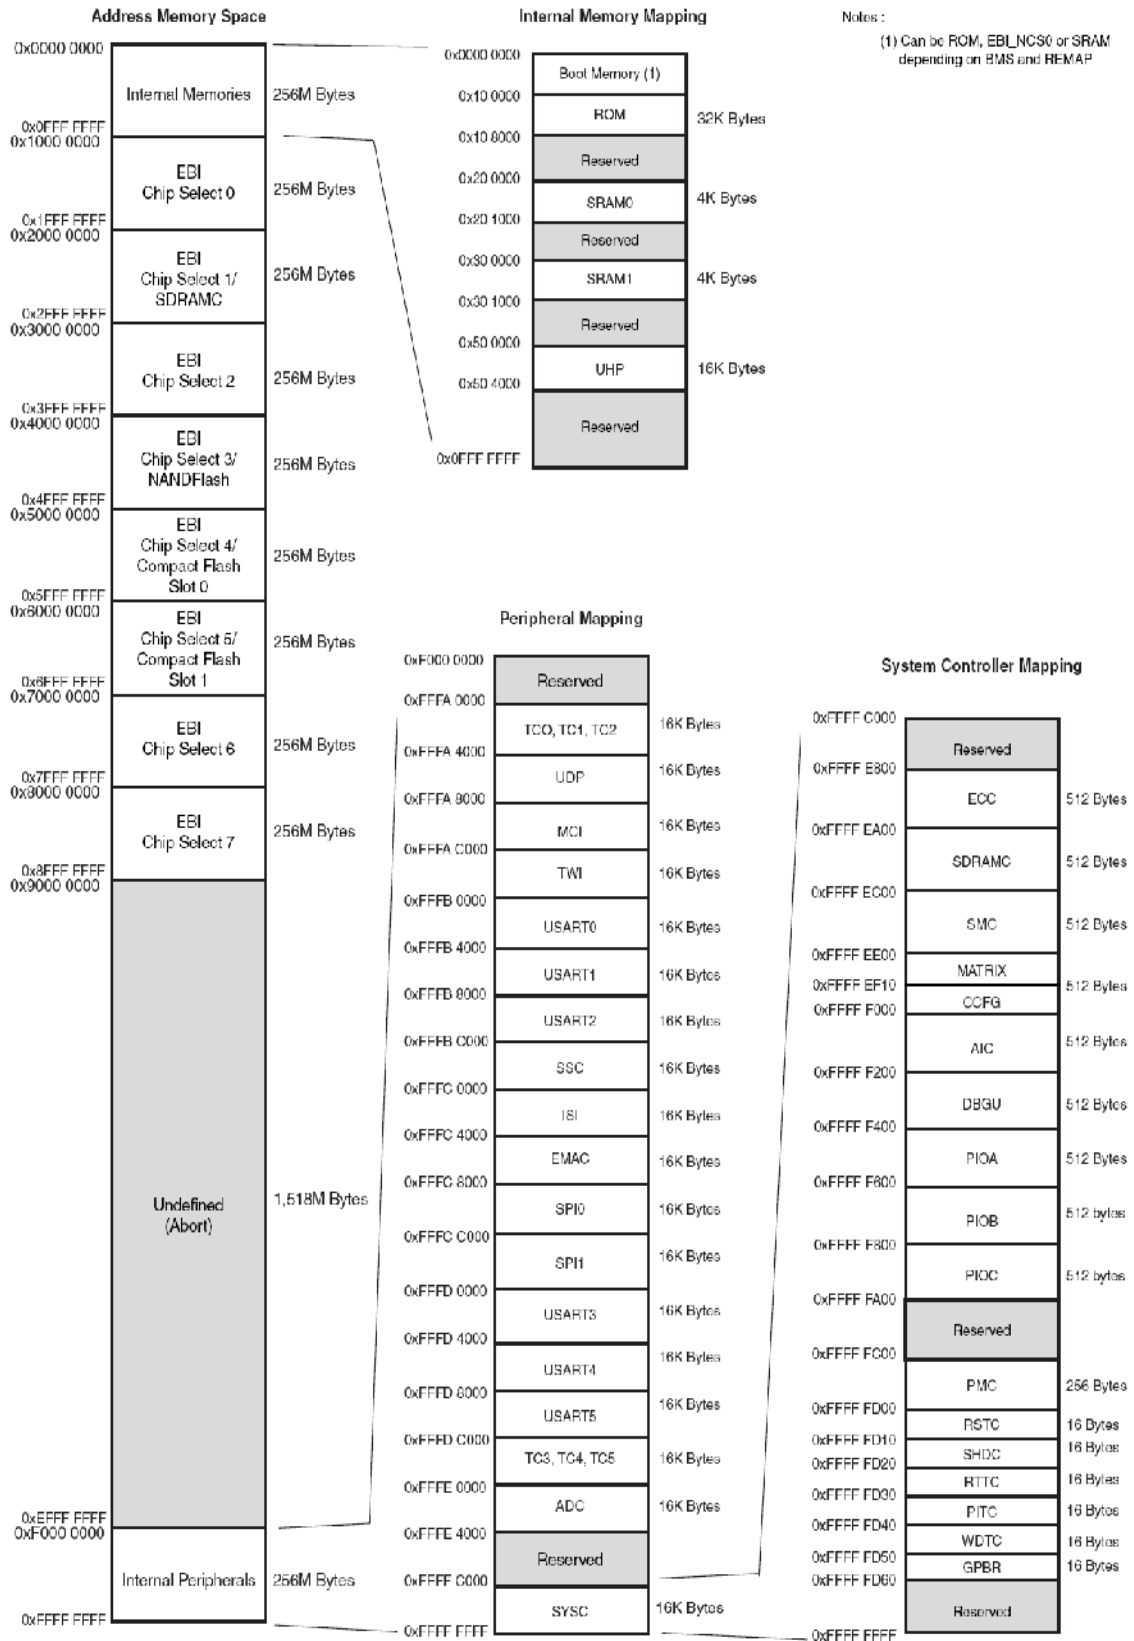 Address Memory Space
0x0000 0000
Internal Memories
256M Bytes
0x0FFF FFFF
0x1000 0000
EBI
Chip Select 0
256M Bytes
0x1FFF FFFF
0x2000 0000
EBI
Chip Select 1/
SDRAMC
256M Bytes
0x2FFF FFFF
0x3000 0000
EBI
Chip Select 2
256M Bytes
0x3FFF FFFF
0x4000 0000
EBI
Chip Select 3/
NANDFlash
256M Bytes
0x4FFF FFFF
0x5000 0000
EBI
Chip Select 4/
Compact Flash
Slot 0
256M Bytes
0x5FFF FFFF
0x6000 0000
EBI
Chip Select 5/
Compact Flash
Slot 1
256M Bytes
0x6FFF FFFF
0x7000 0000
EBI
Chip Select 6
256M Bytes
0x7FFF FFFF
0x8000 0000
EBI
Chip Select 7
256M Bytes
0x8FFF FFFF
0x9000 0000
Undefined
(Abort)
1,518M Bytes
0xEFFF FFFF
0xF000 0000
Internal Peripherals
256M Bytes
0xFFFF FFFF
Internal Memory Mapping
0x0000 0000
Boot Memory (1)
0x10 0000
ROM
32K Bytes
0x10 8000
Reserved
0x20 0000
SRAM0
4K Bytes
0x20 1000
Reserved
0x30 0000
SRAM1
4K Bytes
0x30 1000
Reserved
0x50 0000
UHP
16K Bytes
0x50 4000
Reserved
0x0FFF FFFF
Notes :
(1) Can be ROM, EBI_NCS0 or SRAM
depending on BMS and REMAP
Peripheral Mapping
0xF000 0000
Reserved
0xFFFA 0000
TCO, TC1, TC2
16K Bytes
0xFFFA 4000
UDP
16K Bytes
0xFFFA 8000
MCI
16K Bytes
0xFFFA C000
TWI
16K Bytes
0xFFFB 0000
USART0
16K Bytes
0xFFFB 4000
USART1
16K Bytes
0xFFFB 8000
USART2
16K Bytes
0xFFFB C000
SSC
16K Bytes
0xFFFC 0000
ISI
16K Bytes
0xFFFC 4000
EMAC
16K Bytes
0xFFFC 8000
SPI0
16K Bytes
0xFFFC C000
SPI1
16K Bytes
0xFFFD 0000
USART3
16K Bytes
0xFFFD 4000
USART4
16K Bytes
0xFFFD 8000
USART5
16K Bytes
0xFFFD C000
TC3, TC4, TC5
16K Bytes
0xFFFE 0000
ADC
16K Bytes
0xFFFE 4000
Reserved
0xFFFF C000
SYSC
16K Bytes
0xFFFF FFFF
System Controller Mapping
0xFFFF C000
Reserved
0xFFFF E800
ECC
512 Bytes
0xFFFF EA00
SDRAMC
512 Bytes
0xFFFF EC00
SMC
512 Bytes
0xFFFF EE00
MATRIX
512 Bytes
0xFFFF EF10
CCFG
0xFFFF F000
AIC
512 Bytes
0xFFFF F200
DBGU
512 Bytes
0xFFFF F400
PIOA
512 Bytes
0xFFFF F600
PIOB
512 bytes
0xFFFF F800
PIOC
512 bytes
0xFFFF FA00
Reserved
0xFFFF FC00
PMC
256 Bytes
0xFFFF FD00
RSTC
16 Bytes
0xFFFF FD10
SHDC
16 Bytes
0xFFFF FD20
RTTC
16 Bytes
0xFFFF FD30
PITC
16 Bytes
0xFFFF FD40
WDTC
16 Bytes
0xFFFF FD50
GPBR
16 Bytes
0xFFFF FD60
Reserved
0xFFFF FFFF